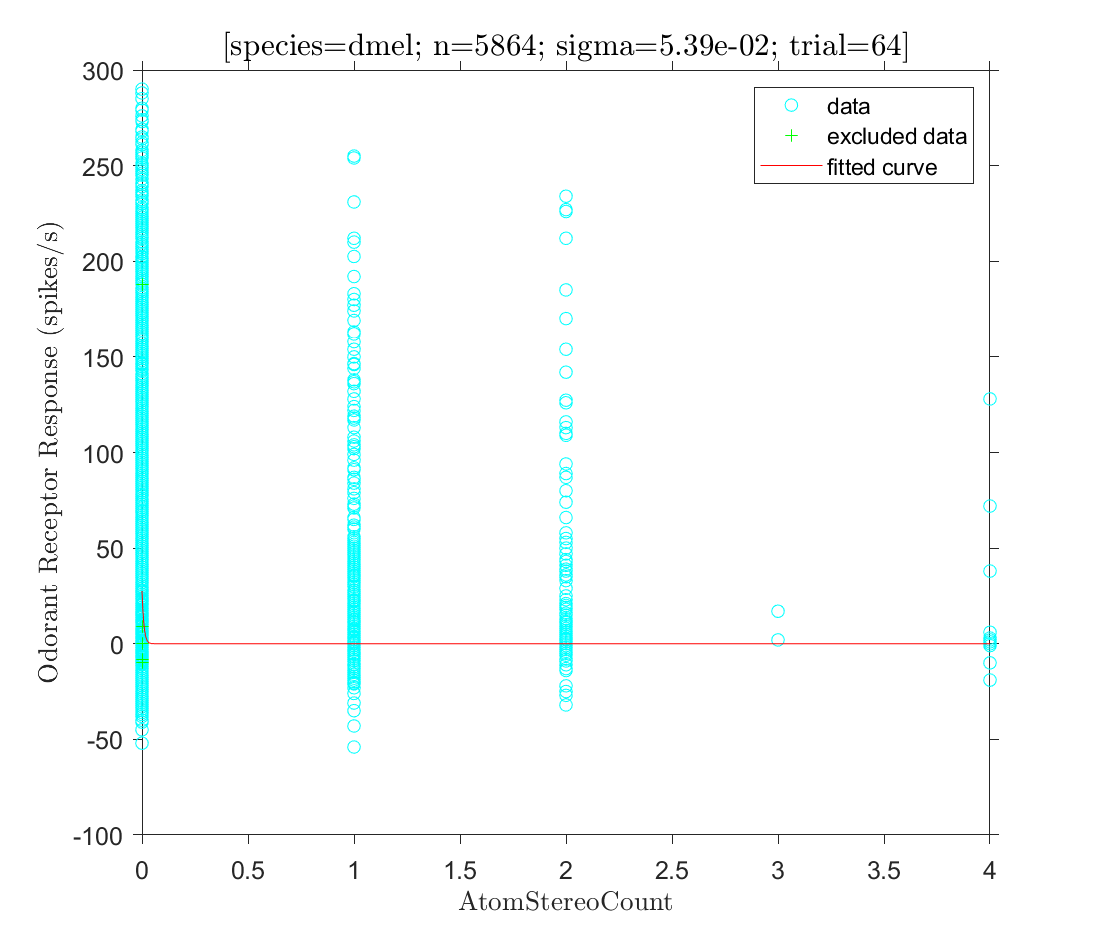 [species=dmel; n=5864; sigma=5.39e-02; trial=64]
300
250
200
150
100
50
0
-50
-100
Odorant Receptor Response (spikes/s)
data
excluded data
fitted curve
0 0.5 1 1.5 2 2.5 3 3.5 4
AtomStereoCount